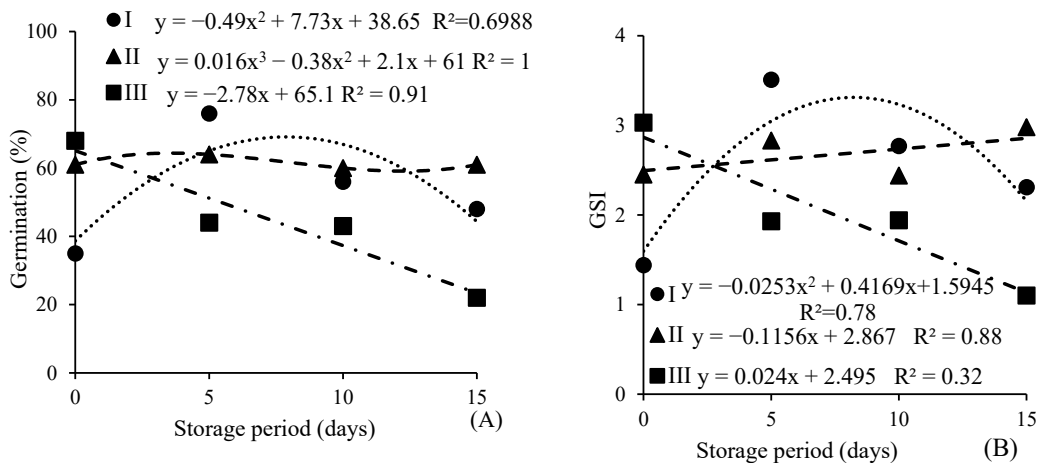 I y = −0.49x² + 7.73x + 38.65 R²=0.6988
II y = 0.016x³ − 0.38x² + 2.1x + 61 R² = 1
III y = −2.78x + 65.1 R² = 0.91
100
80
60
40
20
0
Germination (%)
0 5 10 15
Storage period (days)
(A)
4
3
2
1
0
GSI
I y = −0.0253x² + 0.4169x+1.5945
R²=0.78
II y = −0.1156x + 2.867 R² = 0.88
III y = 0.024x + 2.495 R² = 0.32
0 5 10 15
Storage period (days)
(B)